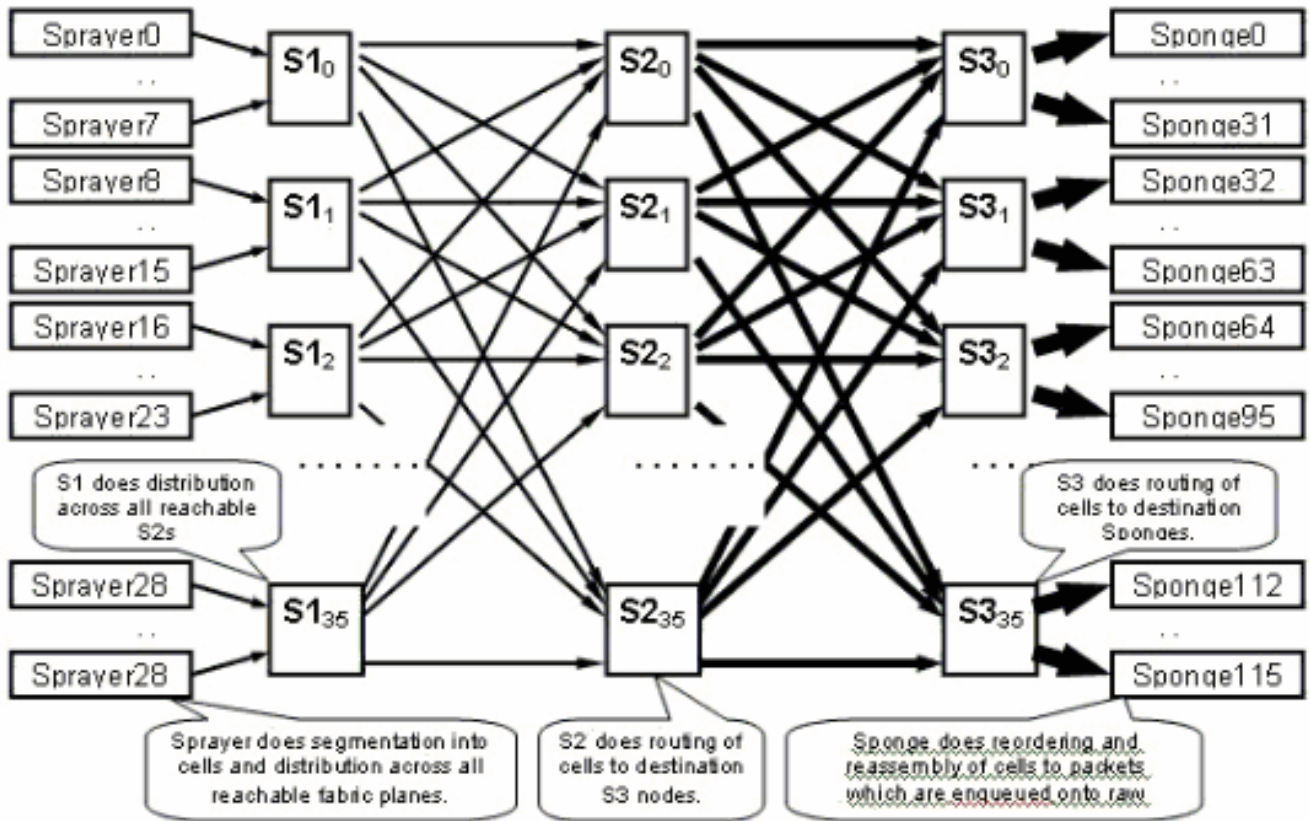 Sprayer0
. .
Sprayer7
Sprayer8
. .
Sprayer15
Sprayer16
. .
Sprayer23
Sprayer28
. .
Sprayer28
S1₀
S1₁
S1₂
S1₃₅
S2₀
S2₁
S2₂
S2₃₅
S3₀
S3₁
S3₂
S3₃₅
Sponge0
. .
Sponge31
Sponge32
. .
Sponge63
Sponge64
. .
Sponge95
Sponge112
. .
Sponge115
S1 does distribution
across all reachable
S2s
S3 does routing of
cells to destination
Sponges.
Sprayer does segmentation into
cells and distribution across all
reachable fabric planes.
S2 does routing of
cells to destination
S3 nodes.
Sponge does reordering and
reassembly of cells to packets
which are enqueued onto raw